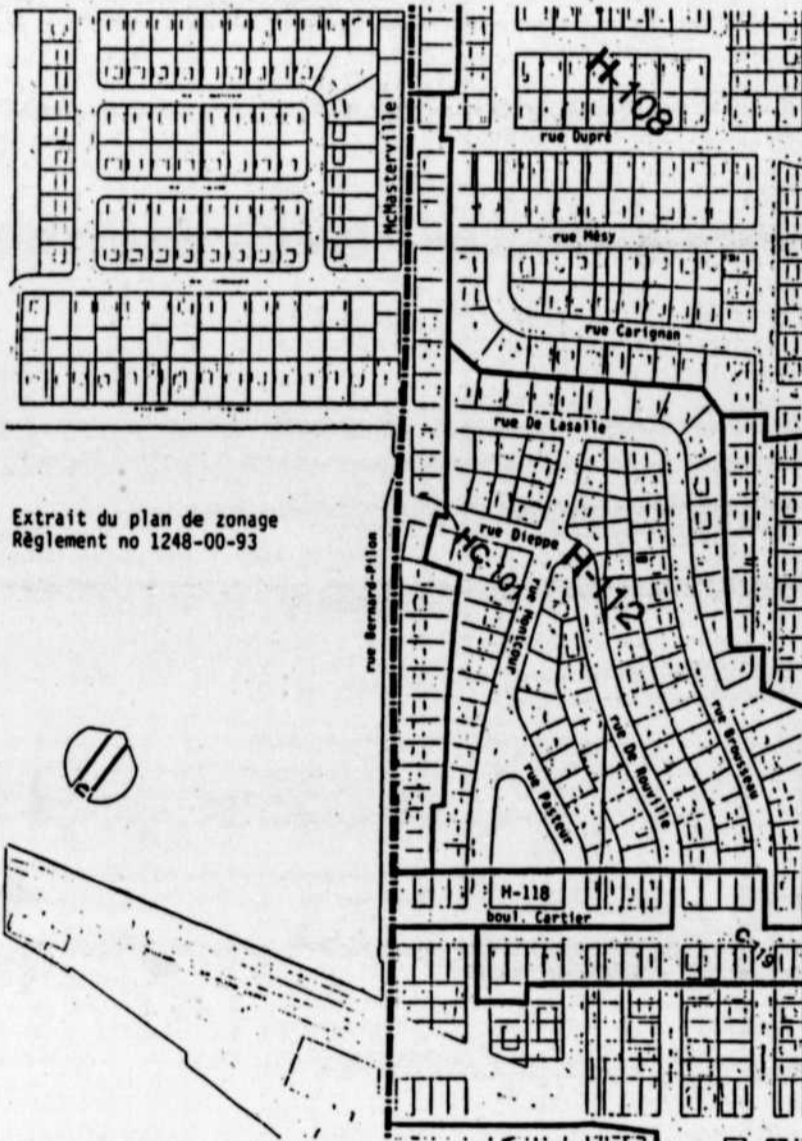 H-108
rue Dupré
McMasterville
rue Mésy
rue Carignan
rue De Lasalle
Extrait du plan de zonage
Règlement no 1248-00-93
rue Dieppe
HC-101
H-112
rue Bernard-Pilon
rue Montcour
rue Brousseau
rue De Rouville
rue Pasteur
H-118
boul. Cartier